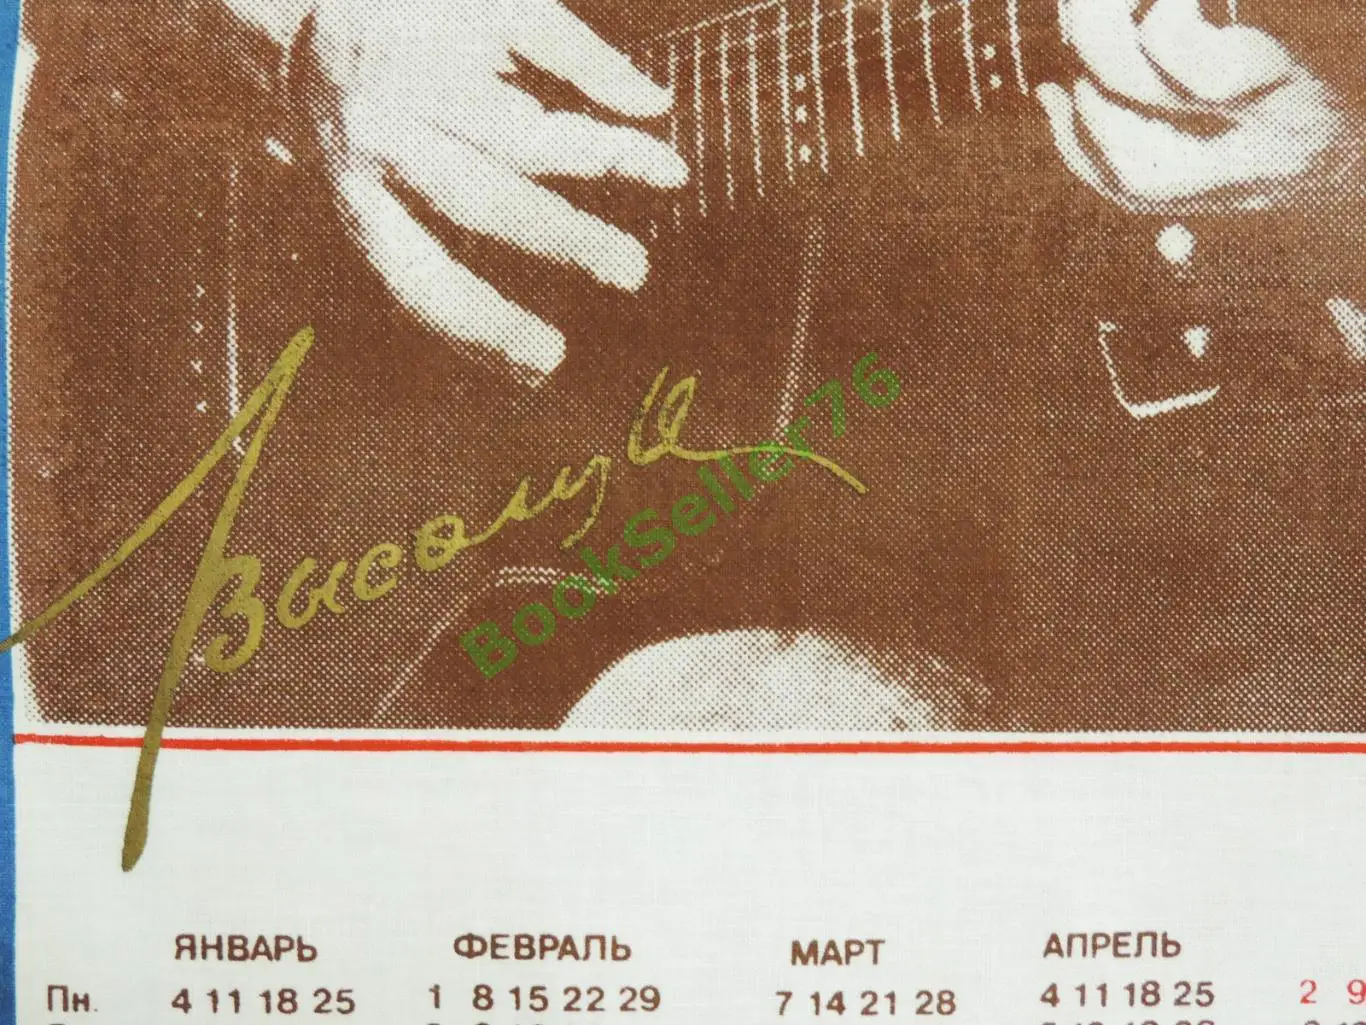 Высоцк
BookSeller76
ЯНВАРЬ ФЕВРАЛЬ МАРТ АПРЕЛЬ
Пн. 4 11 18 25 1 8 15 22 29 7 14 21 28 4 11 18 25 2 9